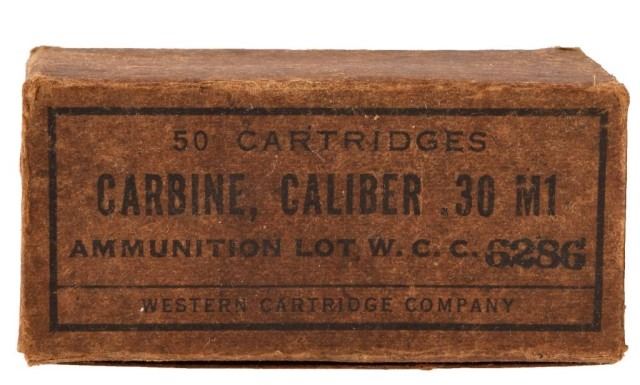 50 CARTRIDGES
CARBINE, CALIBER .30 M1
AMMUNITION LOT W. C. C. 6286
WESTERN CARTRIDGE COMPANY